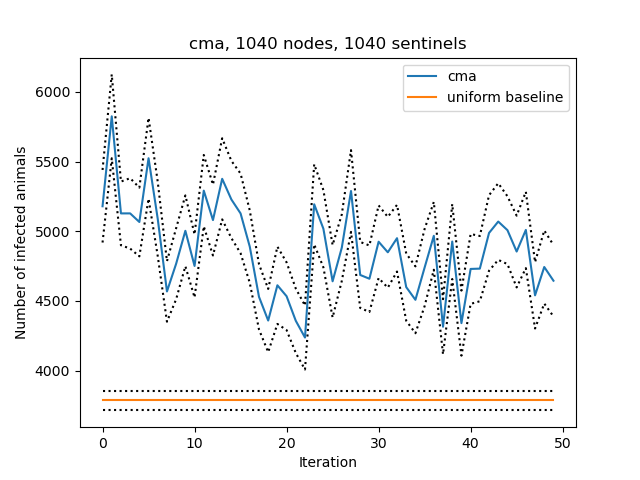 cma, 1040 nodes, 1040 sentinels
cma
uniform baseline
Number of infected animals
6000
5500
5000
4500
4000
0 10 20 30 40 50
Iteration